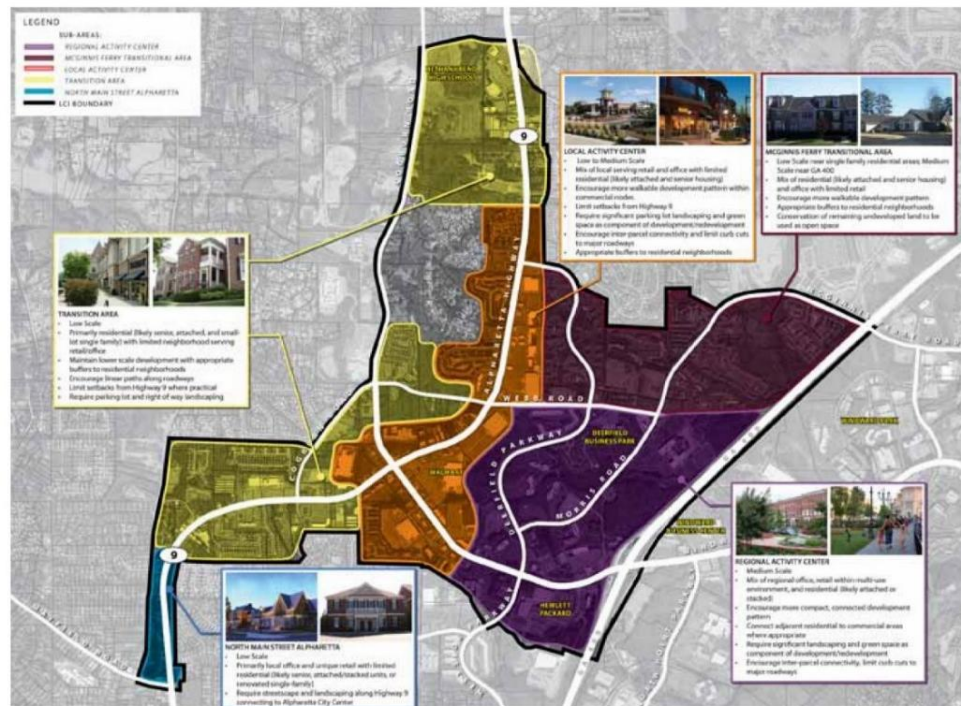 LEGEND
SUB-AREAS:
REGIONAL ACTIVITY CENTER
MCGINNIS FERRY TRANSITIONAL AREA
LOCAL ACTIVITY CENTER
TRANSITION AREA
NORTH MAIN STREET ALPHARETTA
LCI BOUNDARY
HIGH SCHOOL
9
LOCAL ACTIVITY CENTER
• Low to Medium Scale
• Mix of local serving retail and office with limited
residential (likely attached and senior housing)
• Encourage more walkable development pattern within
commercial nodes
• Limit setbacks from Highway 9
• Require significant parking lot landscaping and green
space as component of development/redevelopment
• Encourage inter-parcel connectivity and limit curb cuts
to major roadways
• Appropriate buffers to residential neighborhoods
MCGINNIS FERRY TRANSITIONAL AREA
• Low Scale near single family residential areas; Medium
Scale near GA 400
• Mix of residential (likely attached and senior housing)
and office with limited retail
• Encourage more walkable development pattern
• Appropriate buffers to residential neighborhoods
• Conservation of remaining undeveloped land to be
used as open space
TRANSITION AREA
• Low Scale
• Primarily residential (likely senior, attached, and small-
lot single family) with limited neighborhood serving
retail/office
• Maintain lower scale development with appropriate
buffers to residential neighborhoods
• Encourage linear paths along roadways
• Limit setbacks from Highway 9 where practical
• Require parking lot and right of way landscaping
ALPHARETTA HIGHWAY
WEBB ROAD
DEERFIELD PARKWAY
DEERFIELD
BUSINESS PARK
MORRIS ROAD
WALMART
GA 400
WINDWARD
BUSINESS CENTER
HEWLETT
PACKARD
9
NORTH MAIN STREET ALPHARETTA
• Low Scale
• Primarily local office and unique retail with limited
residential (likely senior, attached/stacked units, or
renovated single-family)
• Require streetscape and landscaping along Highway 9
connecting to Alpharetta City Center
REGIONAL ACTIVITY CENTER
• Medium Scale
• Mix of regional office, retail within multi-use
environment, and residential (likely attached or
stacked)
• Encourage more compact, connected development
pattern
• Connect adjacent residential to commercial areas
where appropriate
• Require significant landscaping and green space as
component of development/redevelopment
• Encourage inter-parcel connectivity, limit curb cuts to
major roadways